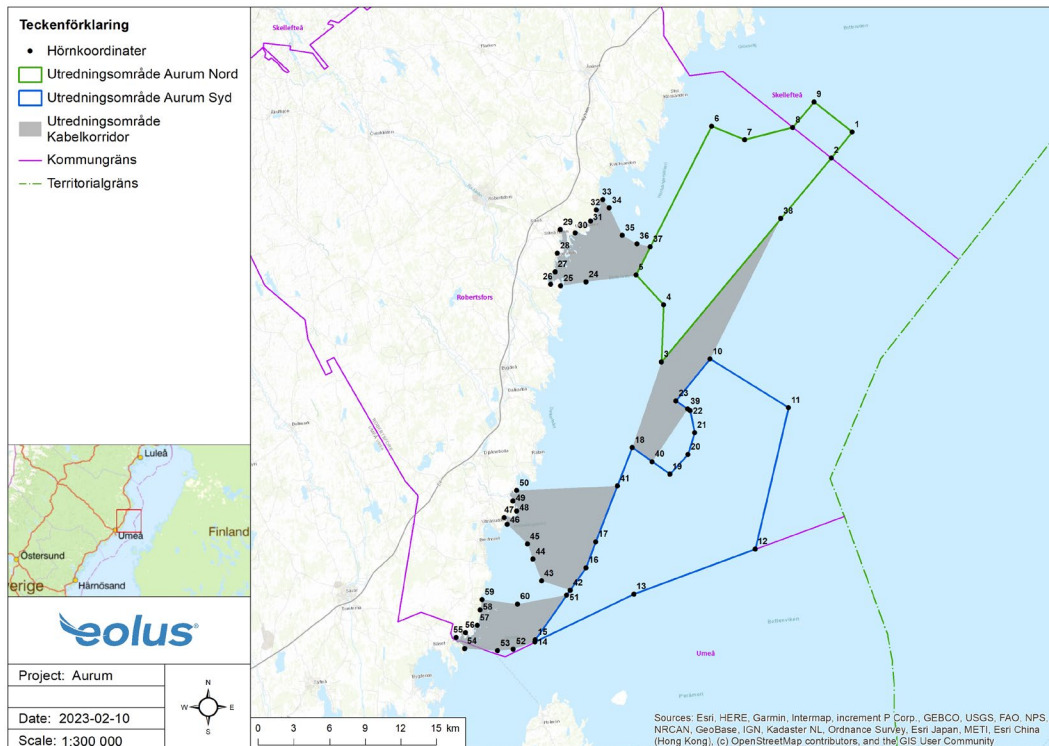 Teckenförklaring
Hörnkoordinater
Utredningsområde Aurum Nord
Utredningsområde Aurum Syd
Utredningsområde
Kabelkorridor
Kommungräns
Territorialgräns
Skellefteå
Skellefteå
9
1
6
8
7
2
38
33
32
34
31
29
30
35
36
37
28
27
5
26
25
24
Robertsfors
4
3
10
23
39
11
22
21
18
20
40
19
41
50
49
48
47
46
17
45
44
16
12
43
42
59
60
51
13
58
57
56
55
15
14
54
53
52
Umeå
Luleå
Umeå
Finland
Östersund
Härnösand
verige
eolus®
Project: Aurum
Date: 2023-02-10
Scale: 1:300 000
N
W
E
S
0 3 6 9 12 15 km
Sources: Esri, HERE, Garmin, Intermap, increment P Corp., GEBCO, USGS, FAO, NPS,
NRCAN, GeoBase, IGN, Kadaster NL, Ordnance Survey, Esri Japan, METI, Esri China
(Hong Kong), (c) OpenStreetMap contributors, and the GIS User Community